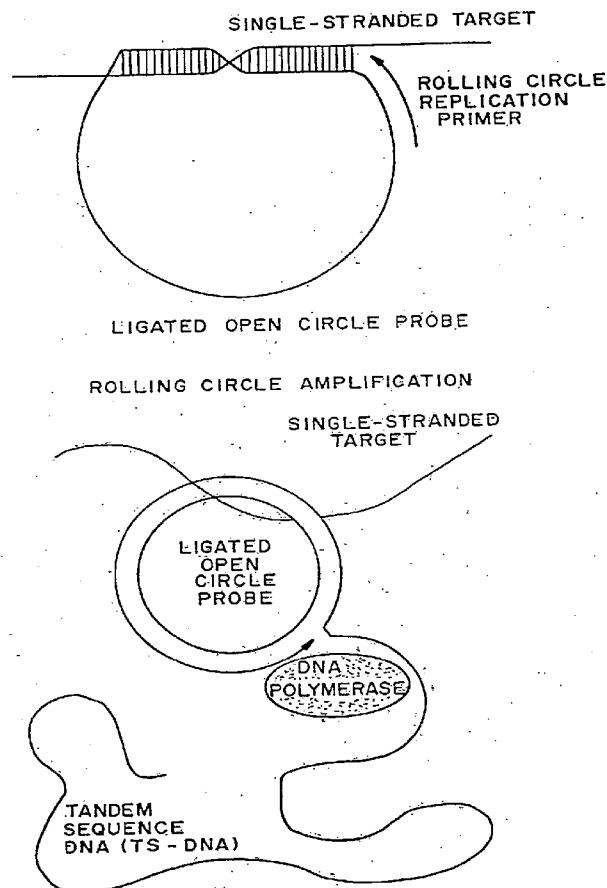 SINGLE-STRANDED TARGET
ROLLING CIRCLE
REPLICATION
PRIMER
LIGATED OPEN CIRCLE PROBE
ROLLING CIRCLE AMPLIFICATION
SINGLE-STRANDED
TARGET
LIGATED
OPEN
CIRCLE
PROBE
DNA
POLYMERASE
TANDEM
SEQUENCE
DNA (TS-DNA)